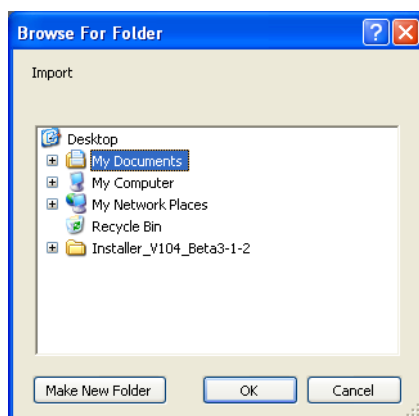 Browse For Folder
Import
Desktop
My Documents
My Computer
My Network Places
Recycle Bin
Installer_V104_Beta3-1-2
Make New Folder OK Cancel